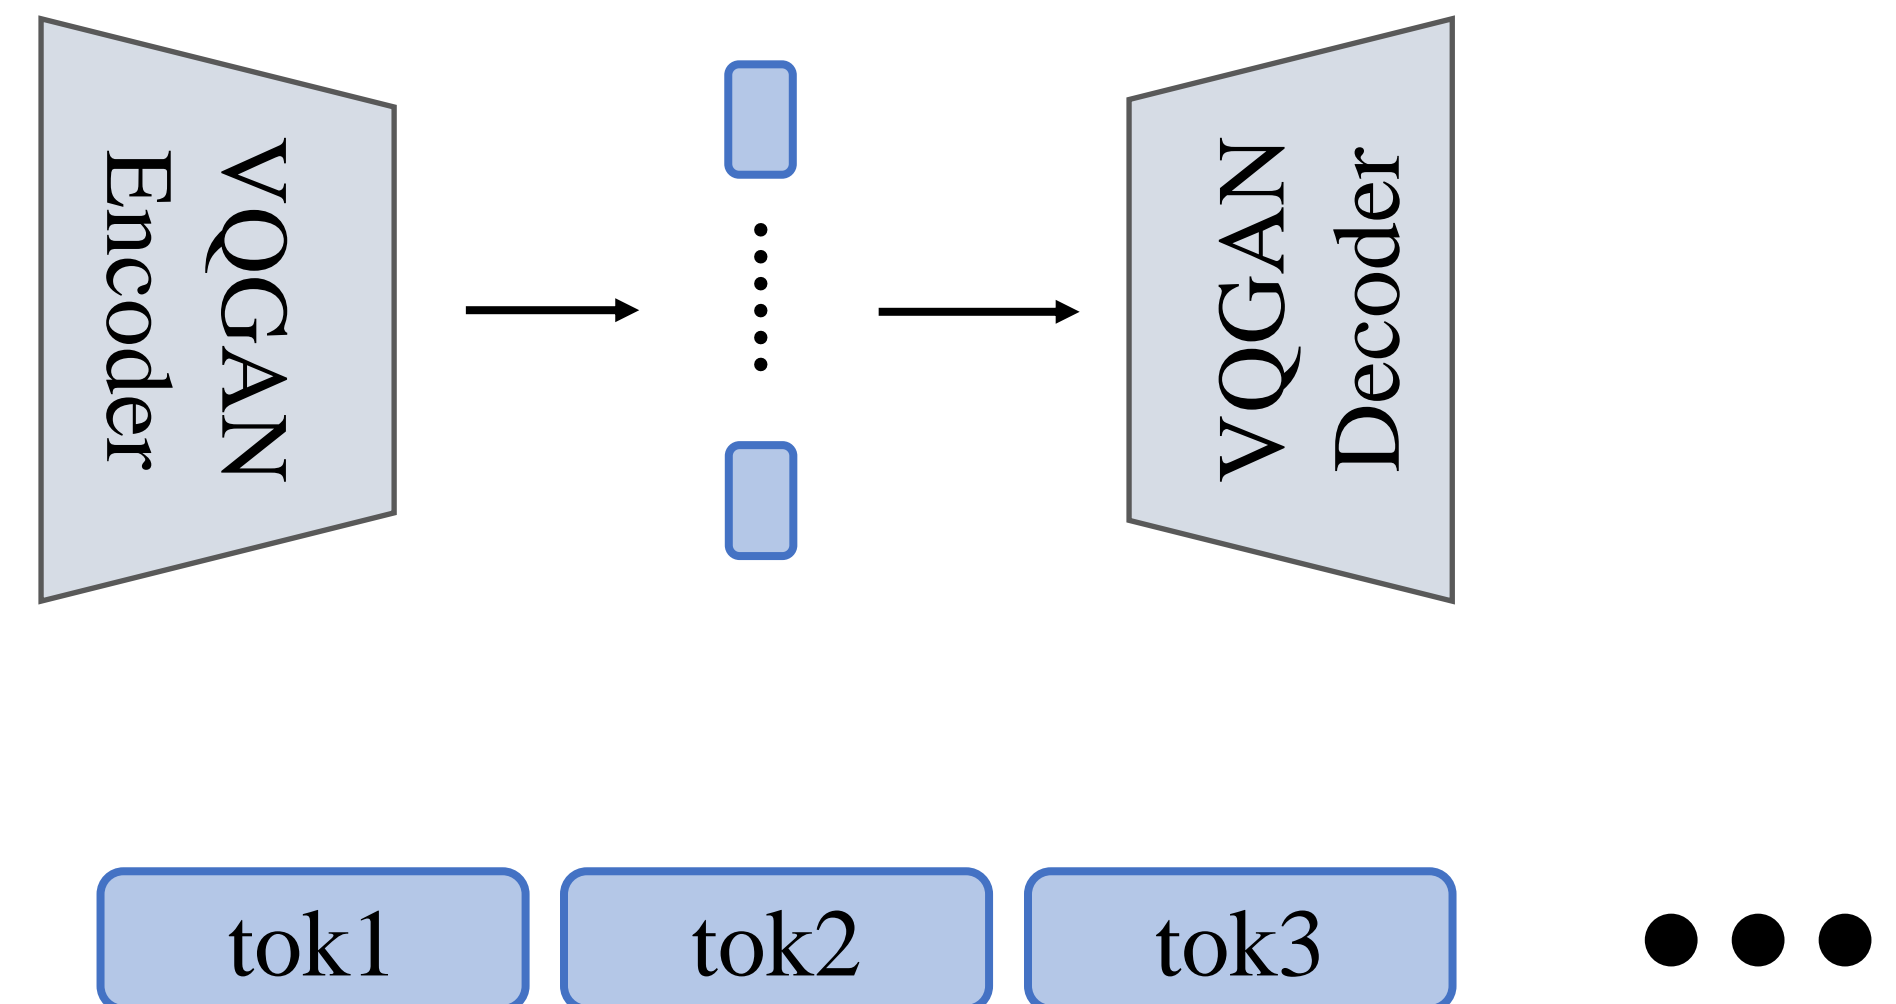 VQGAN
Encoder
VQGAN
Decoder
tok1
tok2
tok3